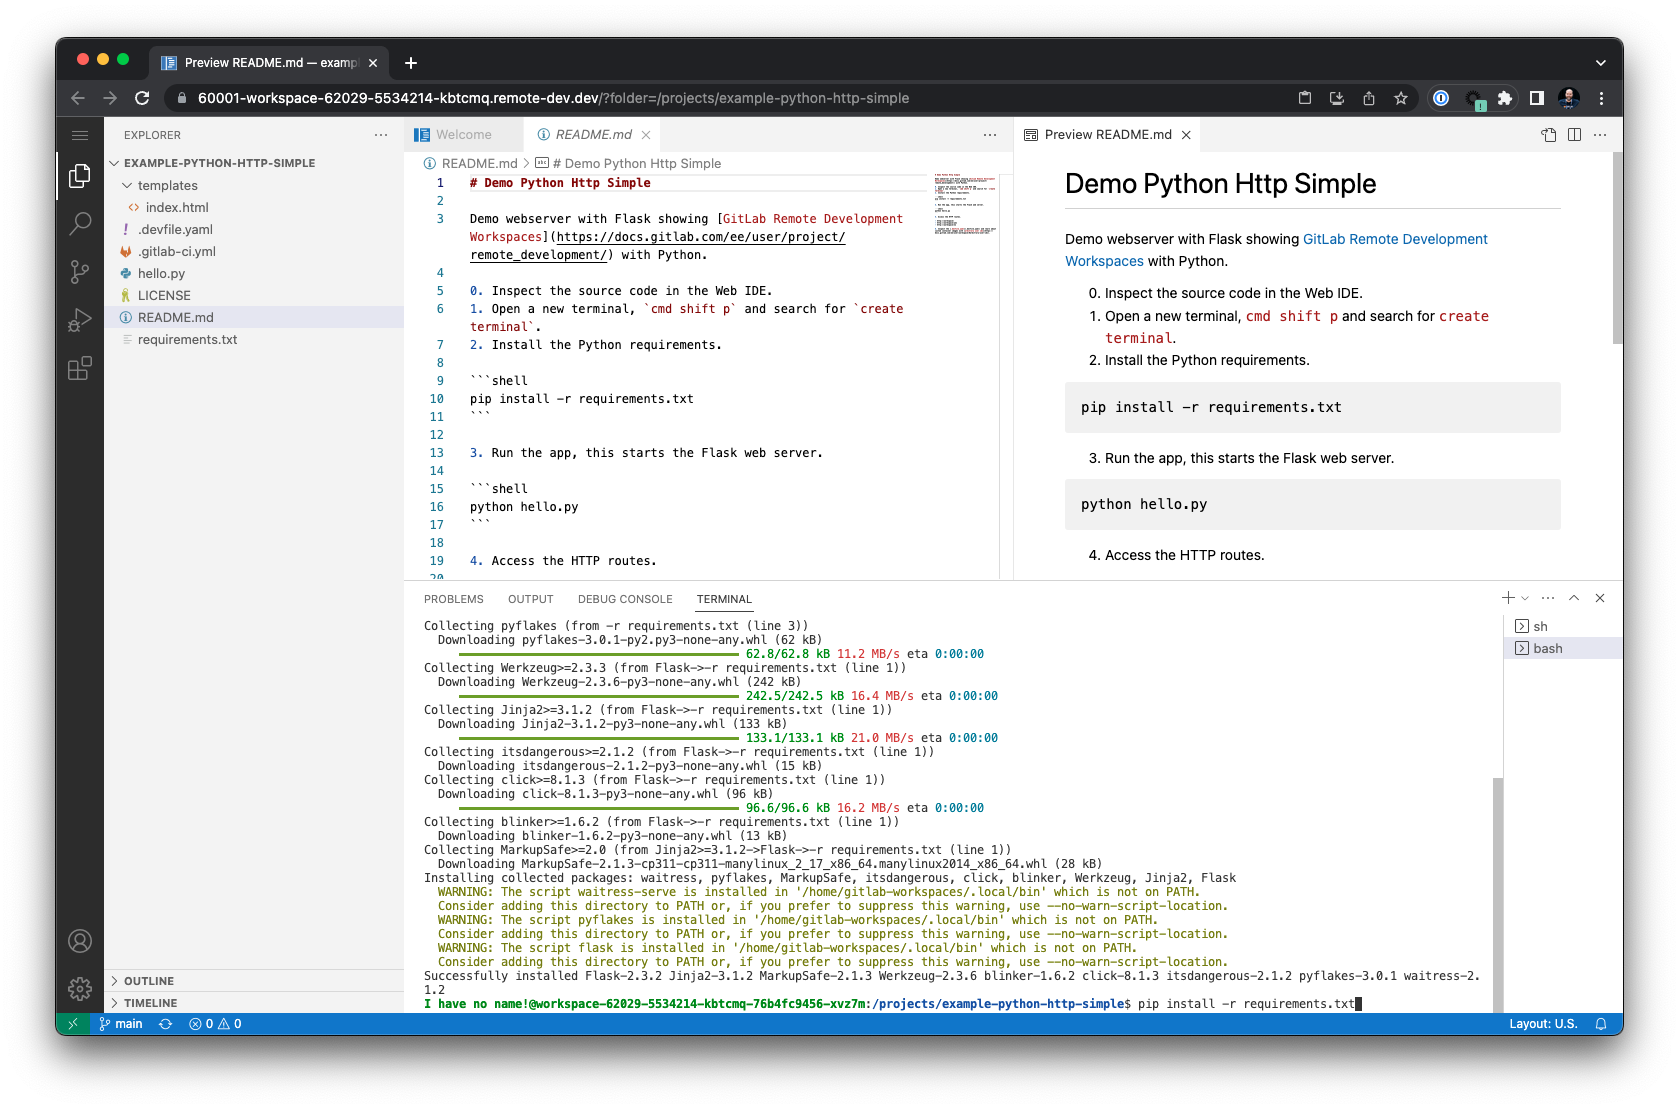 Preview README.md — examp
60001-workspace-62029-5534214-kbtcmq.remote-dev.dev/?folder=/projects/example-python-http-simple
EXPLORER
EXAMPLE-PYTHON-HTTP-SIMPLE
templates
index.html
.devfile.yaml
.gitlab-ci.yml
hello.py
LICENSE
README.md
requirements.txt
OUTLINE
TIMELINE
Welcome
README.md
README.md > # Demo Python Http Simple
1 # Demo Python Http Simple
2
3 Demo webserver with Flask showing [GitLab Remote Development
Workspaces](https://docs.gitlab.com/ee/user/project/
remote_development/) with Python.
4
5 0. Inspect the source code in the Web IDE.
6 1. Open a new terminal, `cmd shift p` and search for `create
terminal`.
7 2. Install the Python requirements.
8
9 ```shell
10 pip install -r requirements.txt
11 ```
12
13 3. Run the app, this starts the Flask web server.
14
15 ```shell
16 python hello.py
17 ```
18
19 4. Access the HTTP routes.
20
Preview README.md
Demo Python Http Simple
Demo webserver with Flask showing GitLab Remote Development
Workspaces with Python.
0. Inspect the source code in the Web IDE.
1. Open a new terminal, cmd shift p and search for create
terminal.
2. Install the Python requirements.
pip install -r requirements.txt
3. Run the app, this starts the Flask web server.
python hello.py
4. Access the HTTP routes.
PROBLEMS OUTPUT DEBUG CONSOLE TERMINAL
Collecting pyflakes (from -r requirements.txt (line 3))
Downloading pyflakes-3.0.1-py2.py3-none-any.whl (62 kB)
62.8/62.8 kB 11.2 MB/s eta 0:00:00
Collecting Werkzeug>=2.3.3 (from Flask->-r requirements.txt (line 1))
Downloading Werkzeug-2.3.6-py3-none-any.whl (242 kB)
242.5/242.5 kB 16.4 MB/s eta 0:00:00
Collecting Jinja2>=3.1.2 (from Flask->-r requirements.txt (line 1))
Downloading Jinja2-3.1.2-py3-none-any.whl (133 kB)
133.1/133.1 kB 21.0 MB/s eta 0:00:00
Collecting itsdangerous>=2.1.2 (from Flask->-r requirements.txt (line 1))
Downloading itsdangerous-2.1.2-py3-none-any.whl (15 kB)
Collecting click>=8.1.3 (from Flask->-r requirements.txt (line 1))
Downloading click-8.1.3-py3-none-any.whl (96 kB)
96.6/96.6 kB 16.2 MB/s eta 0:00:00
Collecting blinker>=1.6.2 (from Flask->-r requirements.txt (line 1))
Downloading blinker-1.6.2-py3-none-any.whl (13 kB)
Collecting MarkupSafe>=2.0 (from Jinja2>=3.1.2->Flask->-r requirements.txt (line 1))
Downloading MarkupSafe-2.1.3-cp311-cp311-manylinux_2_17_x86_64.manylinux2014_x86_64.whl (28 kB)
Installing collected packages: waitress, pyflakes, MarkupSafe, itsdangerous, click, blinker, Werkzeug, Jinja2, Flask
WARNING: The script waitress-serve is installed in '/home/gitlab-workspaces/.local/bin' which is not on PATH.
Consider adding this directory to PATH or, if you prefer to suppress this warning, use --no-warn-script-location.
WARNING: The script pyflakes is installed in '/home/gitlab-workspaces/.local/bin' which is not on PATH.
Consider adding this directory to PATH or, if you prefer to suppress this warning, use --no-warn-script-location.
WARNING: The script flask is installed in '/home/gitlab-workspaces/.local/bin' which is not on PATH.
Consider adding this directory to PATH or, if you prefer to suppress this warning, use --no-warn-script-location.
Successfully installed Flask-2.3.2 Jinja2-3.1.2 MarkupSafe-2.1.3 Werkzeug-2.3.6 blinker-1.6.2 click-8.1.3 itsdangerous-2.1.2 pyflakes-3.0.1 waitress-2.
1.2
I have no name!@workspace-62029-5534214-kbtcmq-76b4fc9456-xvz7m:/projects/example-python-http-simple$ pip install -r requirements.txt
sh
bash
main 0 0
Layout: U.S.